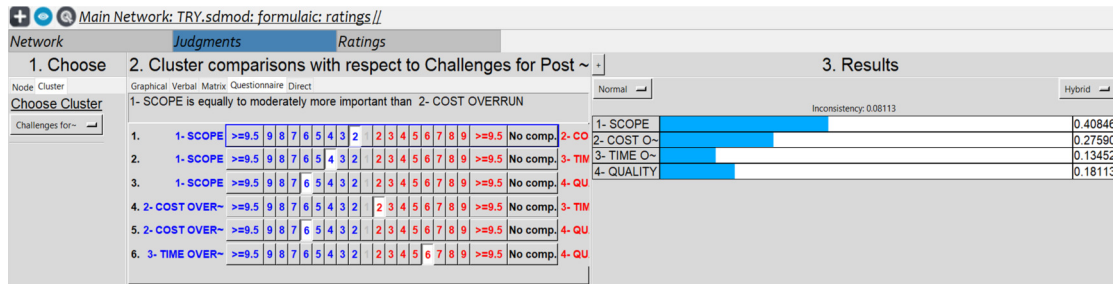 Main Network: TRY.sdmod: formulaic: ratings//
Network Judgments Ratings
1. Choose
Node Cluster
Choose Cluster
Challenges for~
2. Cluster comparisons with respect to Challenges for Post ~
Graphical Verbal Matrix Questionnaire Direct
1- SCOPE is equally to moderately more important than 2- COST OVERRUN
1. 1- SCOPE >=9.5 9 8 7 6 5 4 3 2 1 2 3 4 5 6 7 8 9 >=9.5 No comp. 2- CO
2. 1- SCOPE >=9.5 9 8 7 6 5 4 3 2 1 2 3 4 5 6 7 8 9 >=9.5 No comp. 3- TIM
3. 1- SCOPE >=9.5 9 8 7 6 5 4 3 2 1 2 3 4 5 6 7 8 9 >=9.5 No comp. 4- QU
4. 2- COST OVER~ >=9.5 9 8 7 6 5 4 3 2 1 2 3 4 5 6 7 8 9 >=9.5 No comp. 3- TIM
5. 2- COST OVER~ >=9.5 9 8 7 6 5 4 3 2 1 2 3 4 5 6 7 8 9 >=9.5 No comp. 4- QU
6. 3- TIME OVER~ >=9.5 9 8 7 6 5 4 3 2 1 2 3 4 5 6 7 8 9 >=9.5 No comp. 4- QU
+ 3. Results
Normal Hybrid
Inconsistency: 0.08113
1- SCOPE 0.40846
2- COST O~ 0.27590
3- TIME O~ 0.13452
4- QUALITY 0.18113